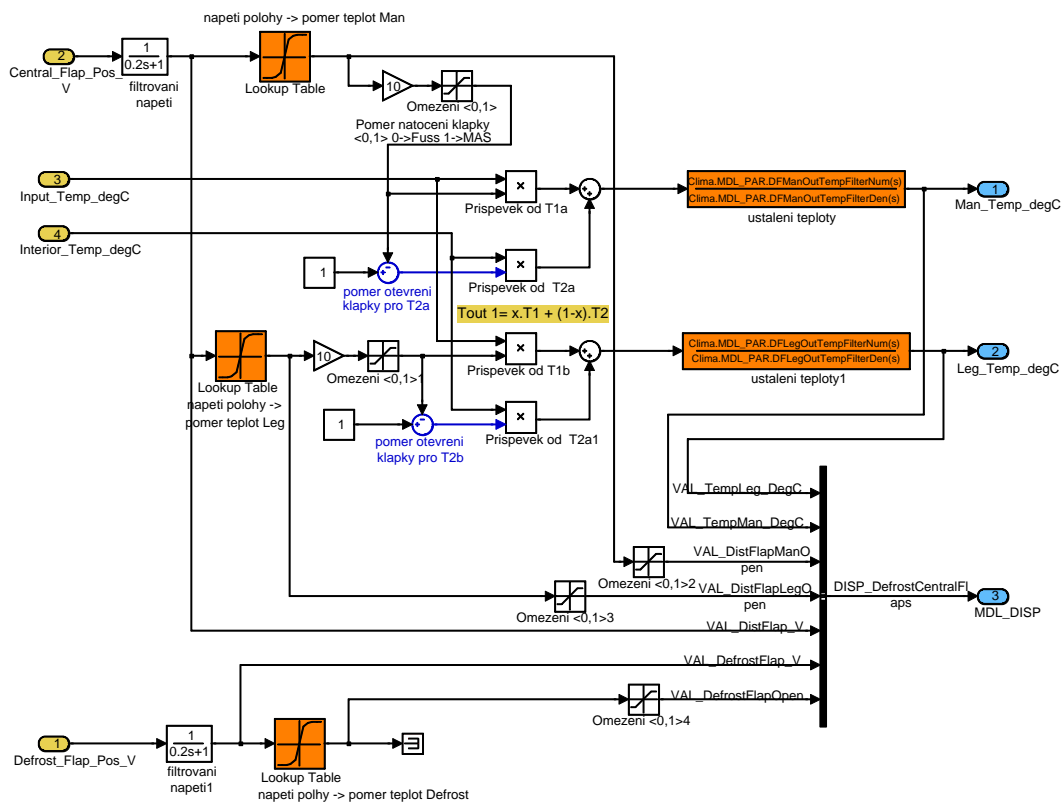 napeti polohy -> pomer teplot Man
2
Central_Flap_Pos_
V
1
0.2s+1
filtrovani
napeti
Lookup Table
10
Omezeni <0,1>
Pomer natoceni klapky
<0,1> 0->Fuss 1->MAS
3
Input_Temp_degC
×
Prispevek od T1a
+
+
Clima.MDL_PAR.DFManOutTempFilterNum(s)
Clima.MDL_PAR.DFManOutTempFilterDen(s)
ustaleni teploty
1
Man_Temp_degC
4
Interior_Temp_degC
1
+
-
pomer otevreni
klapky pro T2a
×
Prispevek od  T2a
Tout 1= x.T1 + (1-x).T2
Lookup Table
napeti polohy ->
pomer teplot Leg
10
Omezeni <0,1>1
×
Prispevek od T1b
+
+
Clima.MDL_PAR.DFLegOutTempFilterNum(s)
Clima.MDL_PAR.DFLegOutTempFilterDen(s)
ustaleni teploty1
2
Leg_Temp_degC
1
+
-
pomer otevreni
klapky pro T2b
×
Prispevek od  T2a1
VAL_TempLeg_DegC
VAL_TempMan_DegC
Omezeni <0,1>2
VAL_DistFlapManO
pen
Omezeni <0,1>3
VAL_DistFlapLegO
pen
DISP_DefrostCentralFl
aps
3
MDL_DISP
VAL_DistFlap_V
VAL_DefrostFlap_V
Omezeni <0,1>4
VAL_DefrostFlapOpen
1
Defrost_Flap_Pos_V
1
0.2s+1
filtrovani
napeti1
Lookup Table
napeti polhy -> pomer teplot Defrost